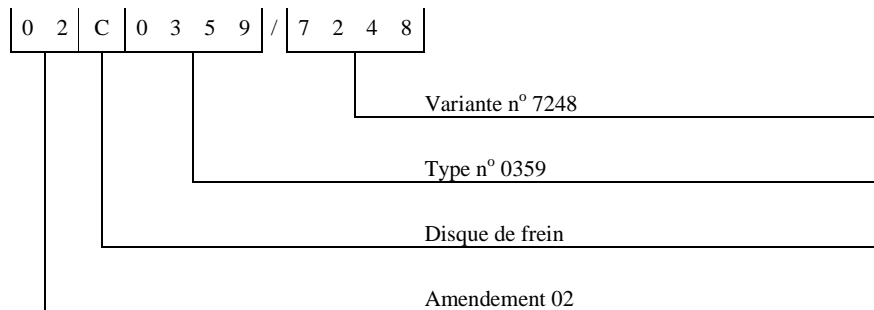 0 2 C 0 3 5 9 / 7 2 4 8
Variante nº 7248
Type nº 0359
Disque de frein
Amendement 02